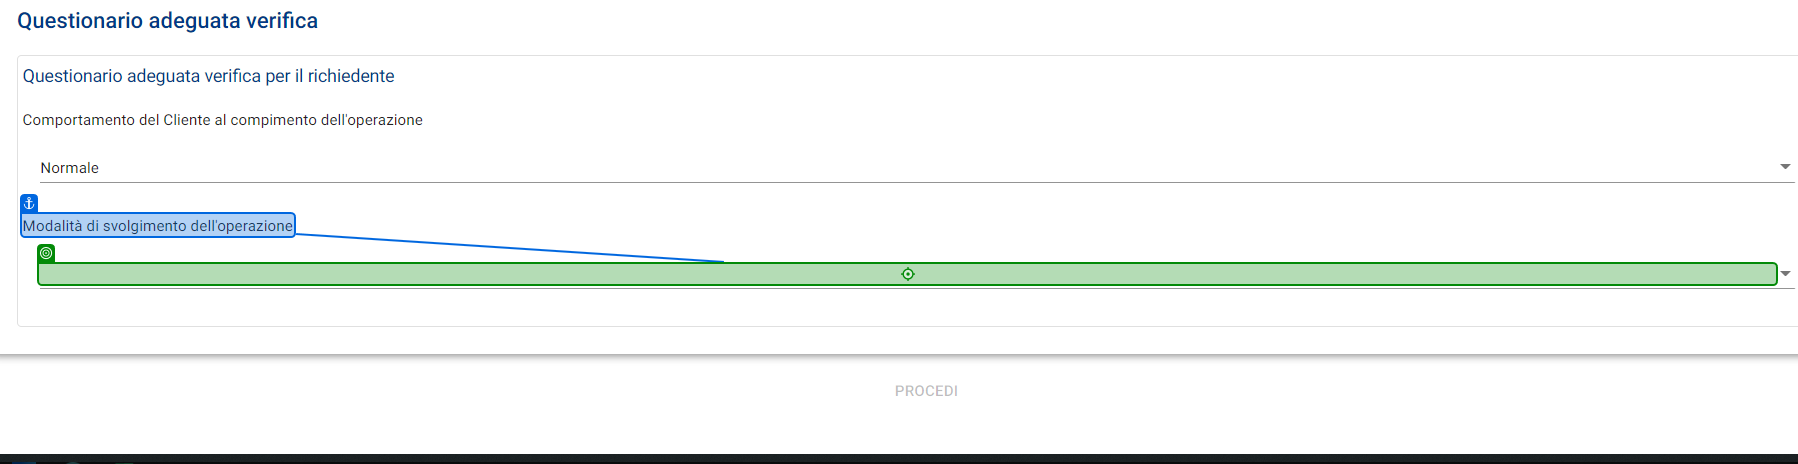 Questionario adeguata verifica
Questionario adeguata verifica per il richiedente
Comportamento del Cliente al compimento dell'operazione
Normale
Modalità di svolgimento dell'operazione
PROCEDI